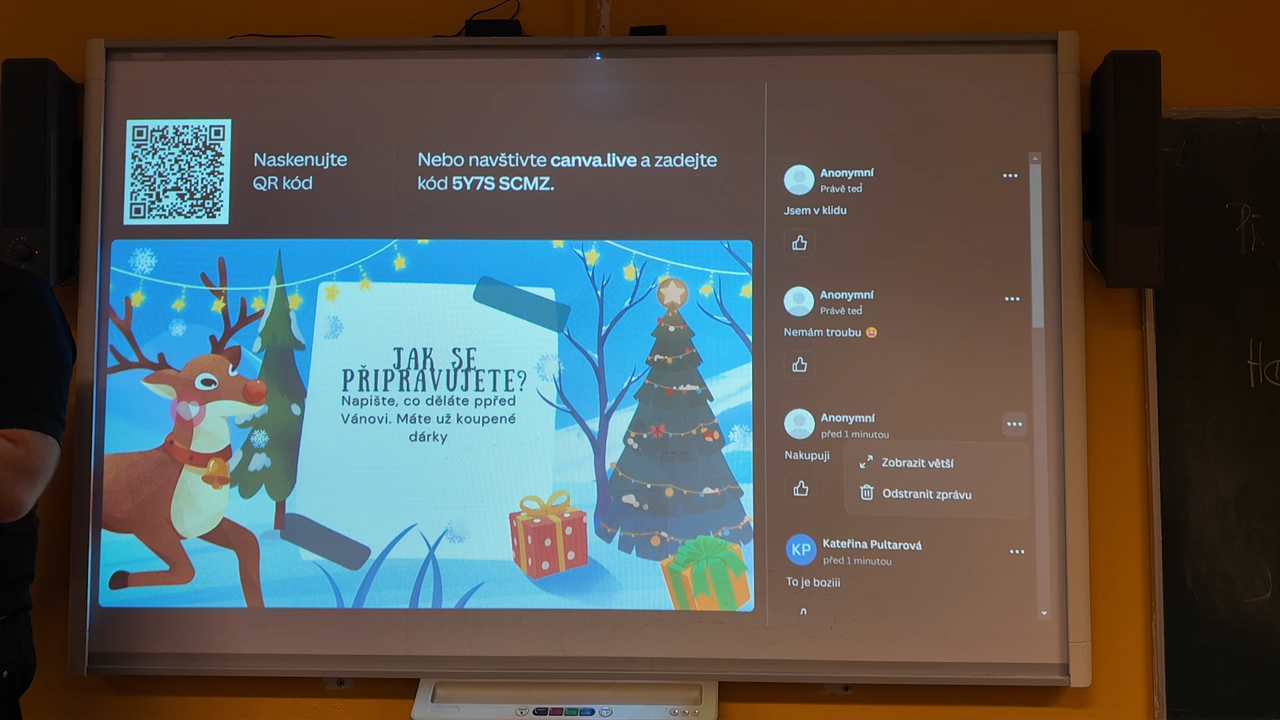 Naskenujte
QR kód
Nebo navštivte canva.live a zadejte
kód 5Y7S SCMZ.
JAK SE
PŘIPRAVUJETE?
Napište, co děláte ppřed
Vánovi. Máte už koupené
dárky
Anonymní
Právě teď
Jsem v klidu
Anonymní
Právě teď
Nemám troubu 😩
Anonymní
před 1 minutou
Nakupuji
Zobrazit větší
Odstranit zprávu
KP
Kateřina Pultarová
před 1 minutou
To je boziii